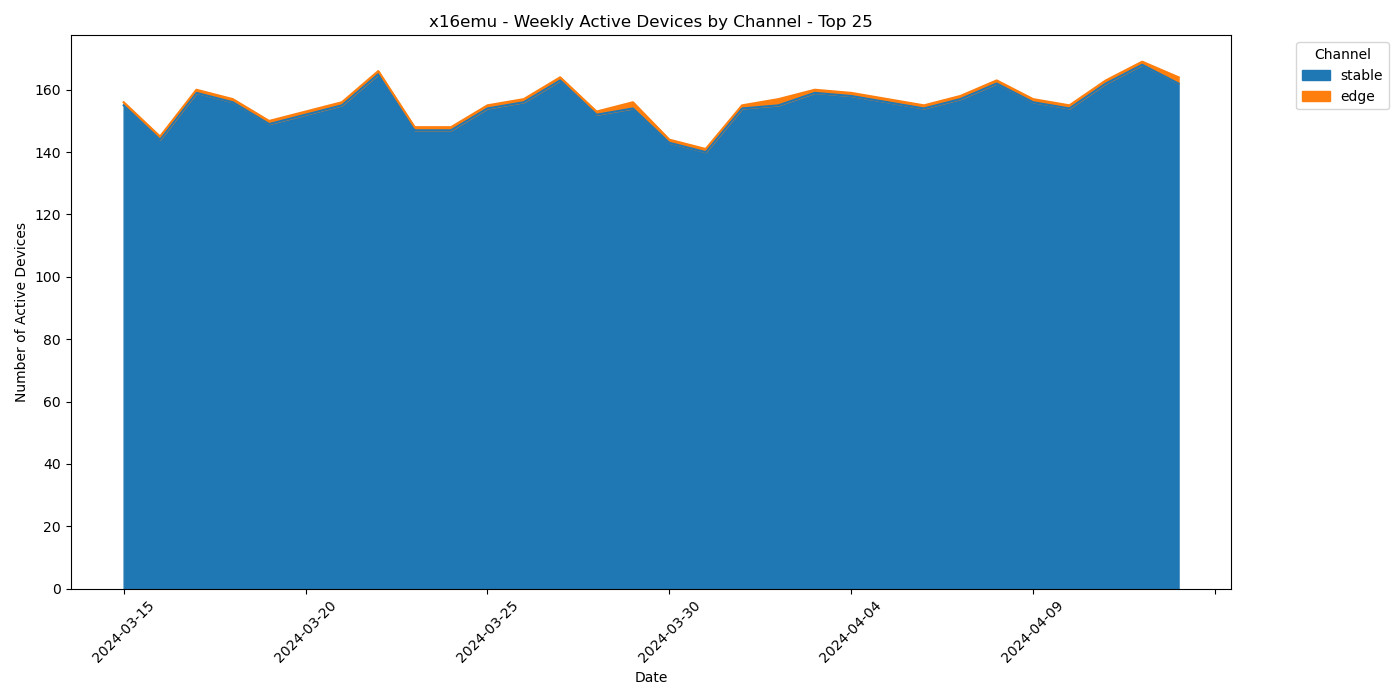 x16emu - Weekly Active Devices by Channel - Top 25
Channel
stable
edge
Number of Active Devices
160
140
120
100
80
60
40
20
0
2024-03-15
2024-03-20
2024-03-25
2024-03-30
2024-04-04
2024-04-09
Date